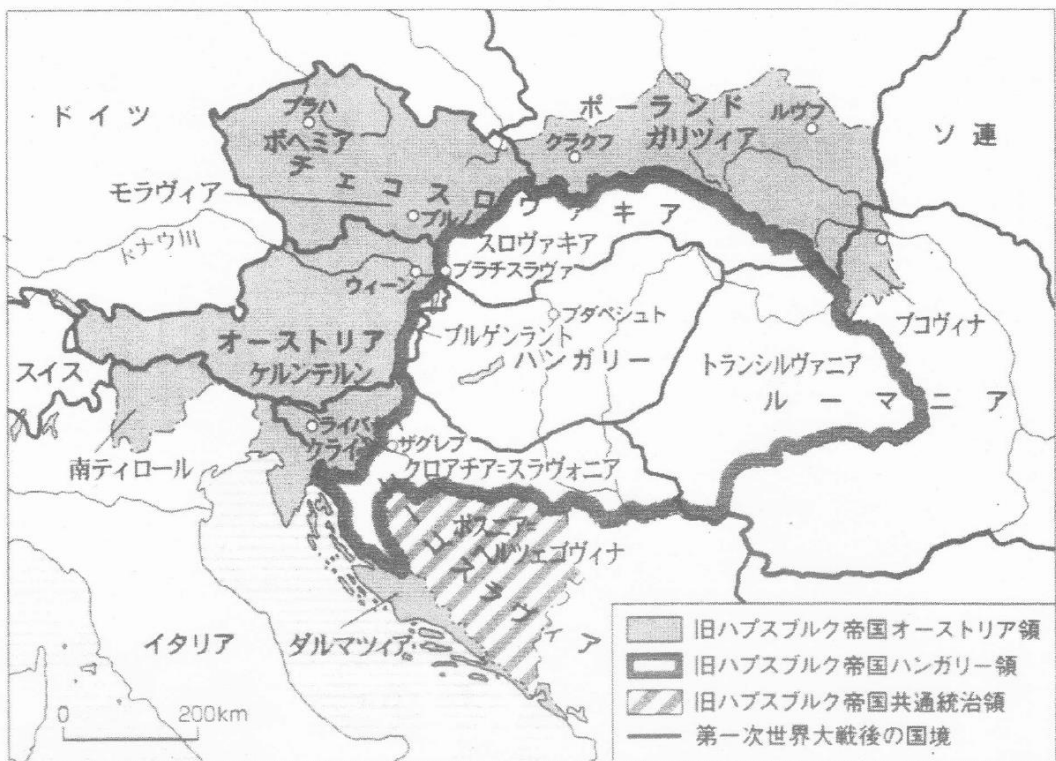 ドイツ
プラハ
ボヘミア
チェコスロヴァキア
モラヴィア
ブルノ
ポーランド
ガリツィア
クラクフ
ルヴフ
ソ連
スロヴァキア
ドナウ川
ウィーン
ブラチスラヴァ
ブダペシュト
ブコヴィナ
ブルゲンラント
ハンガリー
オーストリア
ケルンテルン
スイス
トランシルヴァニア
ルーマニア
ライバッハ
クライン
ザグレブ
クロアチア=スラヴォニア
南ティロール
ボスニア
ヘルツェゴヴィナ
ユーゴスラヴィア
イタリア
ダルマツィア
0 200km
旧ハプスブルク帝国オーストリア領
旧ハプスブルク帝国ハンガリー領
旧ハプスブルク帝国共通統治領
第一次世界大戦後の国境